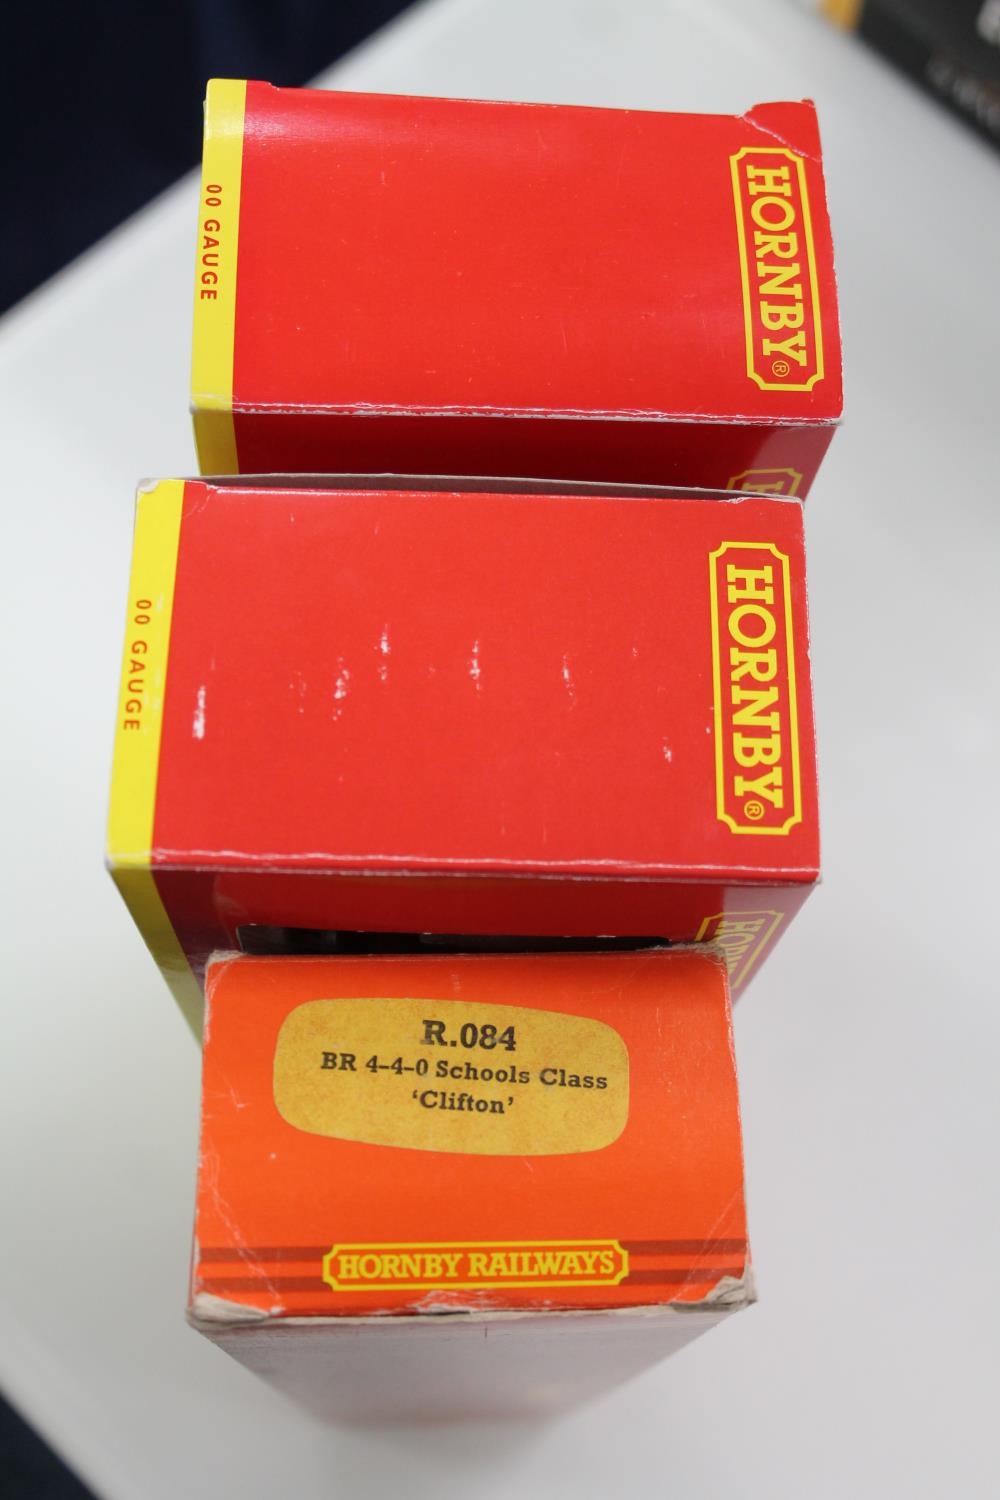 00 GAUGE
HORNBY®
00 GAUGE
HORNBY®
R.084
BR 4-4-0 Schools Class
'Clifton'
HORNBY RAILWAYS